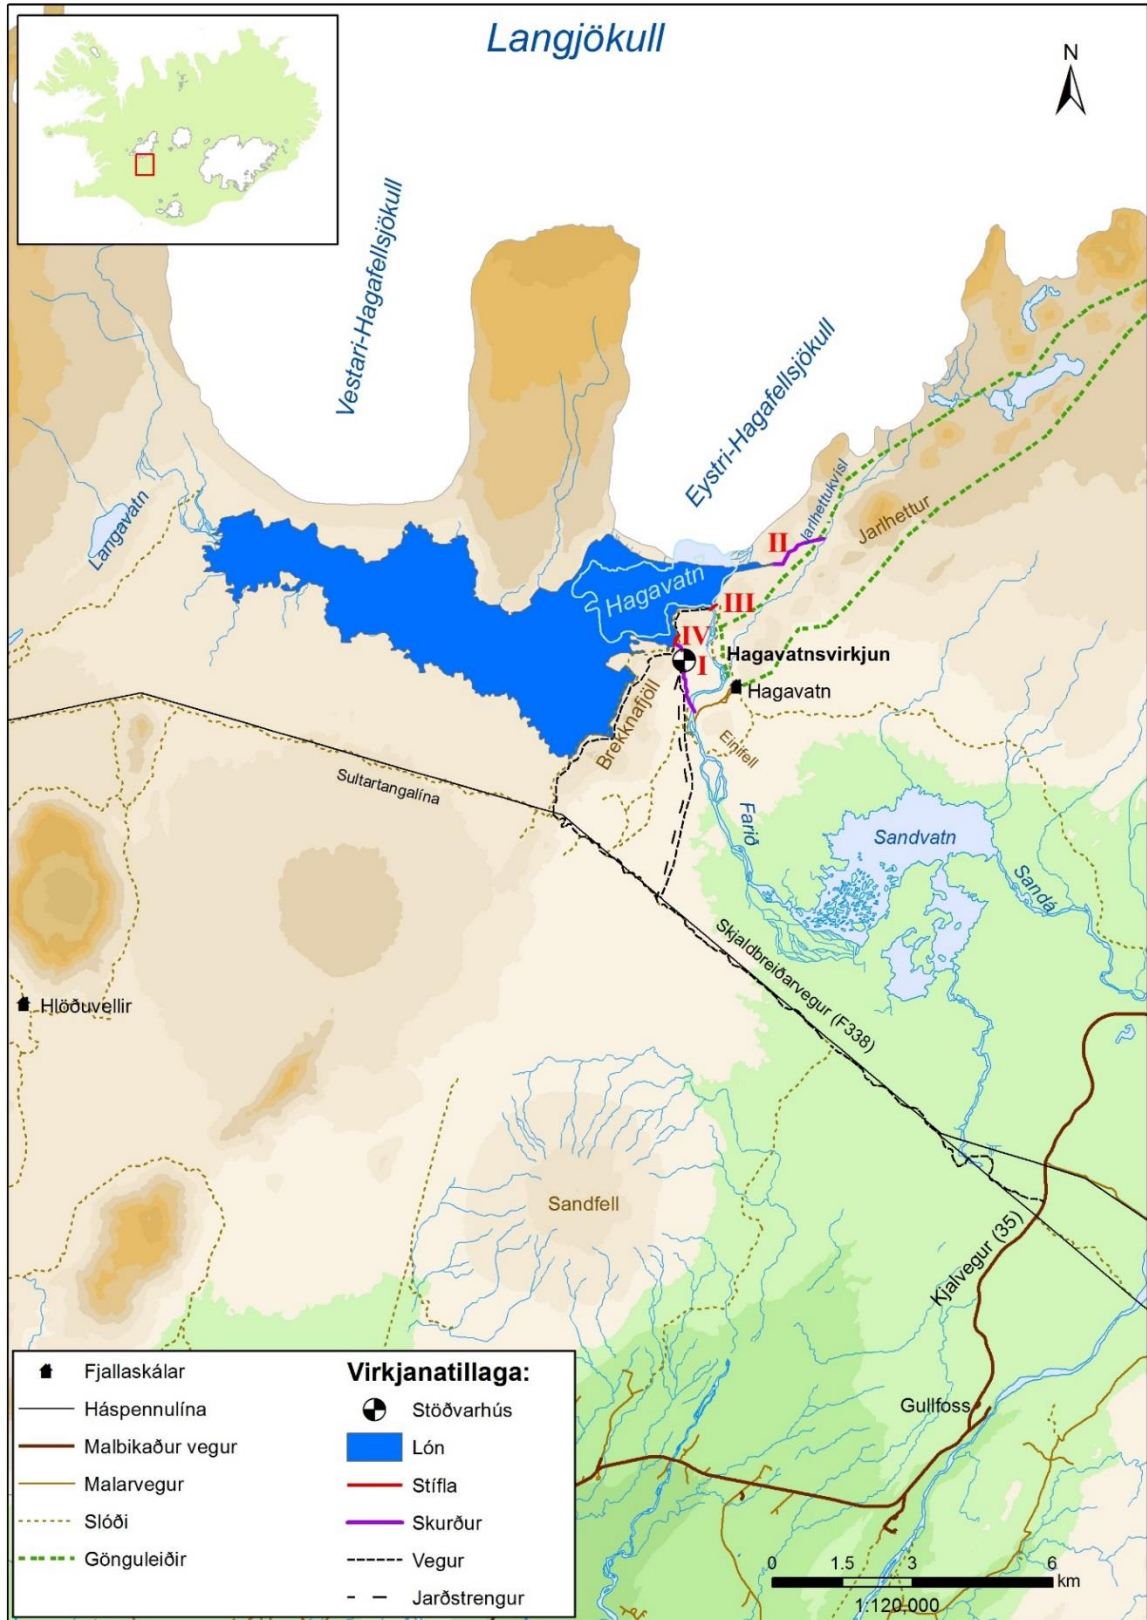 Langjökull
N
Vestari-Hagafellsjökull
Eystri-Hagafellsjökull
Jarlhettukvísl
Langavatn
Jarlhettur
II
Hagavatn
III
IV
I
Hagavatnsvirkjun
Hagavatn
Brekknafjöll
Einifell
Sultartangalína
Farið
Sandvatn
Sandá
Skjaldbreiðarvegur (F338)
Hlöðuvellir
Sandfell
Kjalvegur (35)
Gullfoss
Fjallaskálar
Háspennulína
Malbikaður vegur
Malarvegur
Slóði
Gönguleiðir
Virkjanatillaga:
Stöðvarhús
Lón
Stífla
Skurður
Vegur
Jarðstrengur
0 1.5 3 6
km
1:120.000